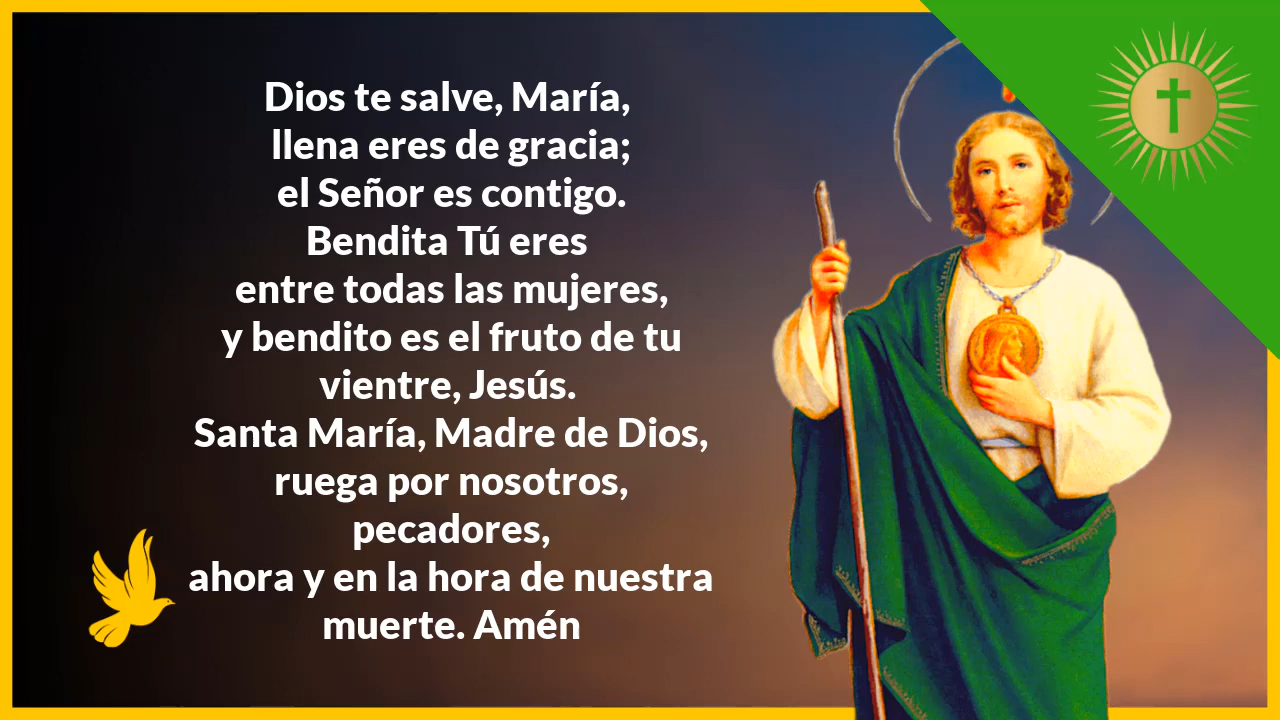 Dios te salve, María,
llena eres de gracia;
el Señor es contigo.
Bendita Tú eres
entre todas las mujeres,
y bendito es el fruto de tu
vientre, Jesús.
Santa María, Madre de Dios,
ruega por nosotros,
pecadores,
ahora y en la hora de nuestra
muerte. Amén